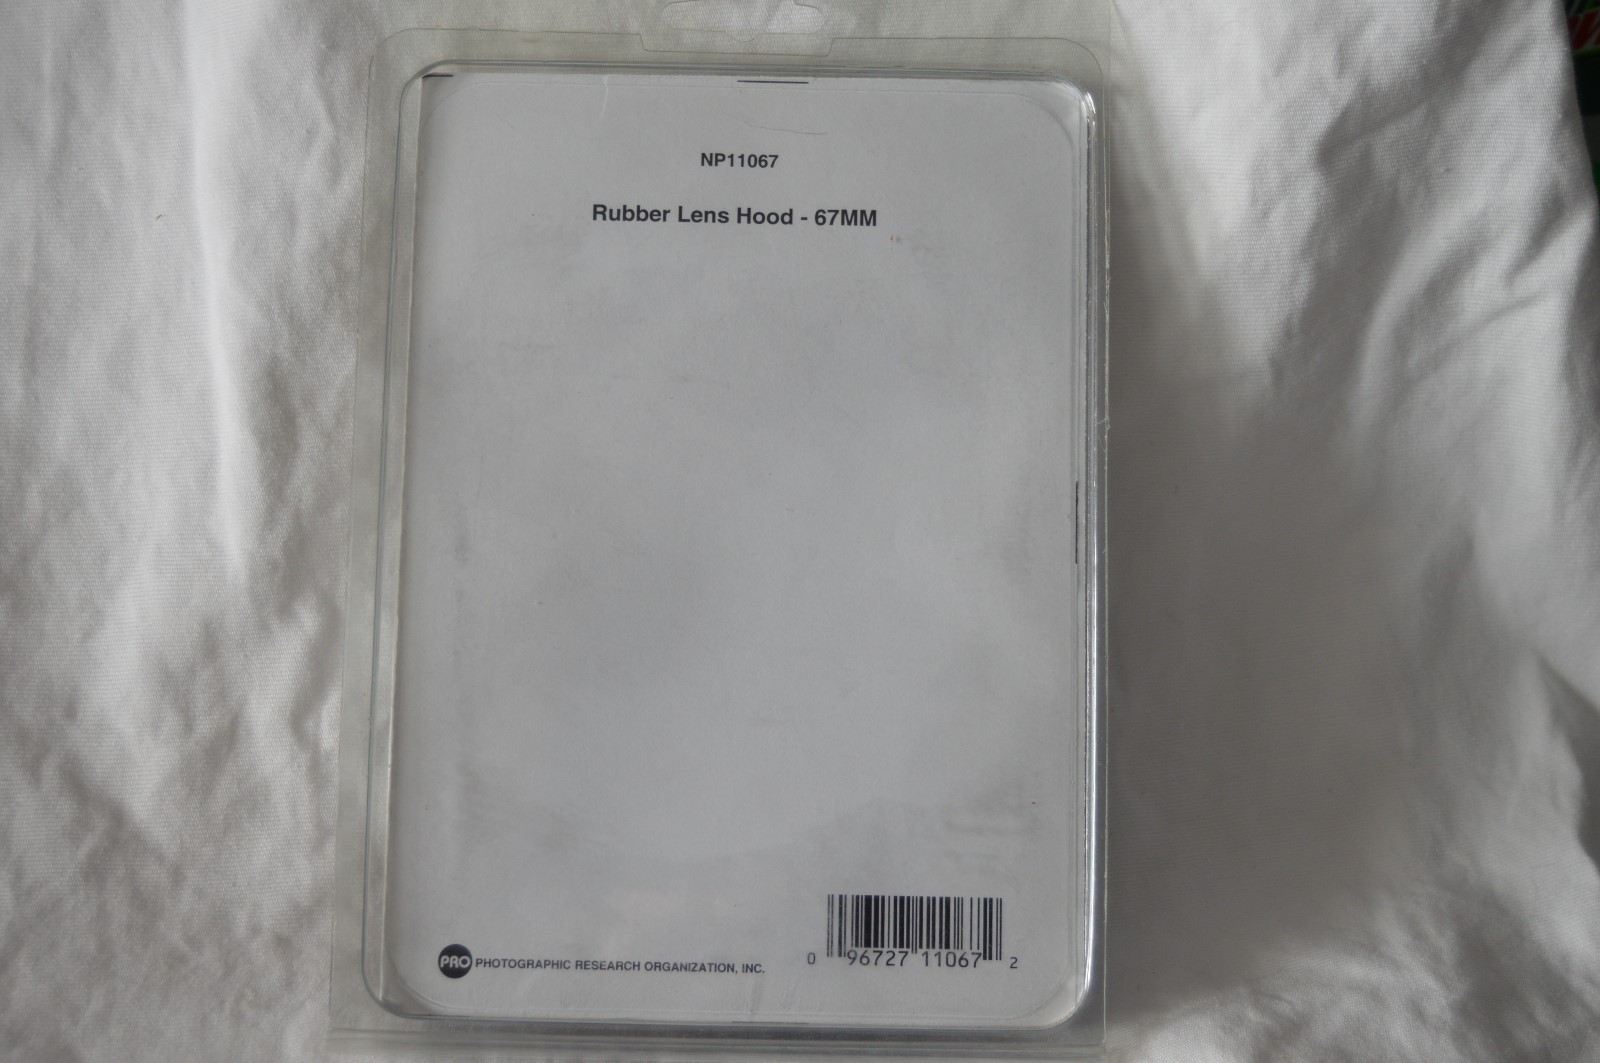 NP11067
Rubber Lens Hood - 67MM
PRO PHOTOGRAPHIC RESEARCH ORGANIZATION, INC.
0 96727 11067 2